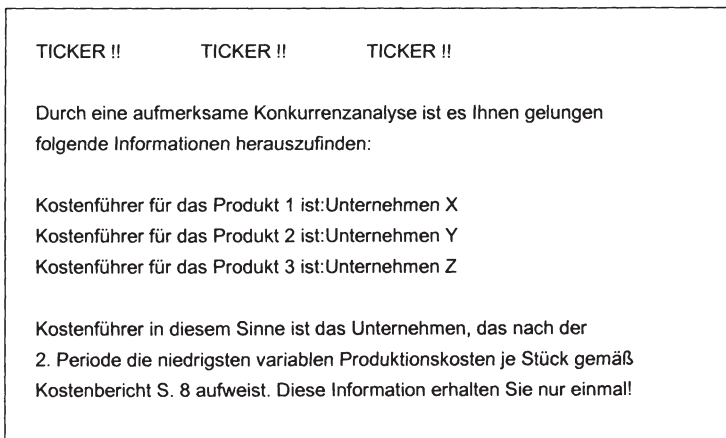 TICKER !! TICKER !! TICKER !!
Durch eine aufmerksame Konkurrenzanalyse ist es Ihnen gelungen
folgende Informationen herauszufinden:
Kostenführer für das Produkt 1 ist:Unternehmen X
Kostenführer für das Produkt 2 ist:Unternehmen Y
Kostenführer für das Produkt 3 ist:Unternehmen Z
Kostenführer in diesem Sinne ist das Unternehmen, das nach der
2. Periode die niedrigsten variablen Produktionskosten je Stück gemäß
Kostenbericht S. 8 aufweist. Diese Information erhalten Sie nur einmal!